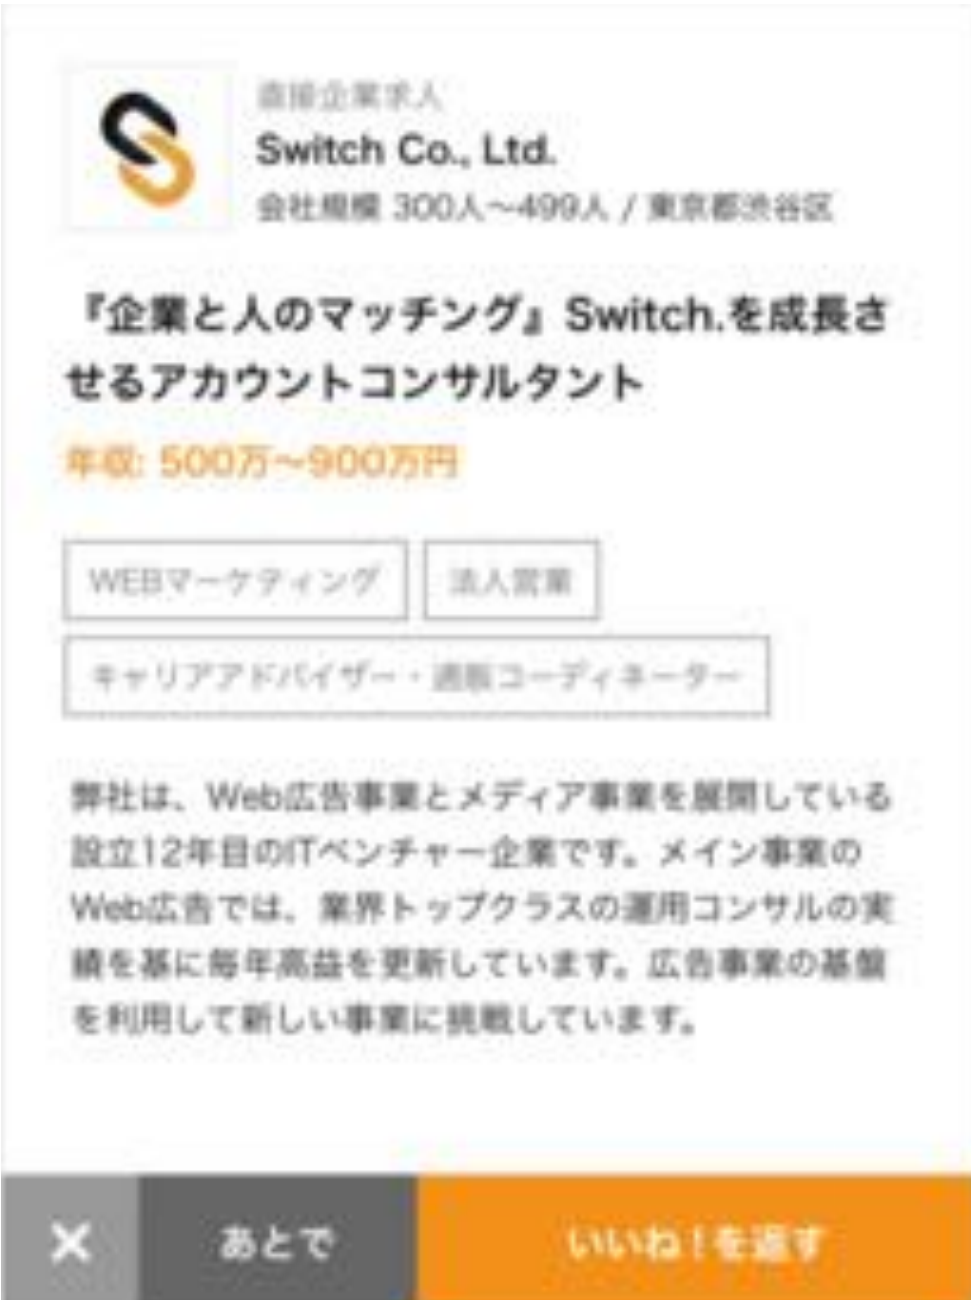 直接企業求人
Switch Co., Ltd.
会社規模 300人〜499人 / 東京都渋谷区
『企業と人のマッチング』Switch.を成長さ
せるアカウントコンサルタント
年収: 500万〜900万円
WEBマーケティング
法人営業
キャリアアドバイザー・通販コーディネーター
弊社は、Web広告事業とメディア事業を展開している
設立12年目のITベンチャー企業です。メイン事業の
Web広告では、業界トップクラスの運用コンサルの実
績を基に毎年高益を更新しています。広告事業の基盤
を利用して新しい事業に挑戦しています。
×
あとで
いいね！を返す